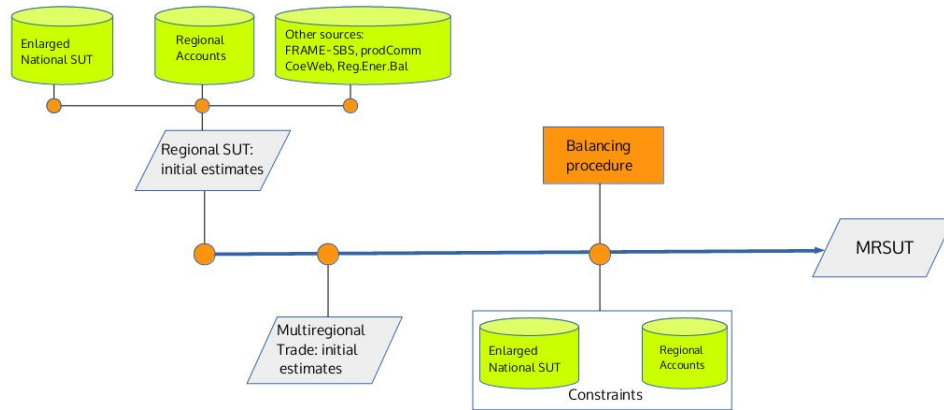 Enlarged
National SUT
Regional
Accounts
Other sources:
FRAME-SBS, prodComm
CoeWeb, Reg.Ener.Bal
Regional SUT:
initial estimates
Balancing
procedure
MRSUT
Multiregional
Trade: initial
estimates
Enlarged
National SUT
Regional
Accounts
Constraints